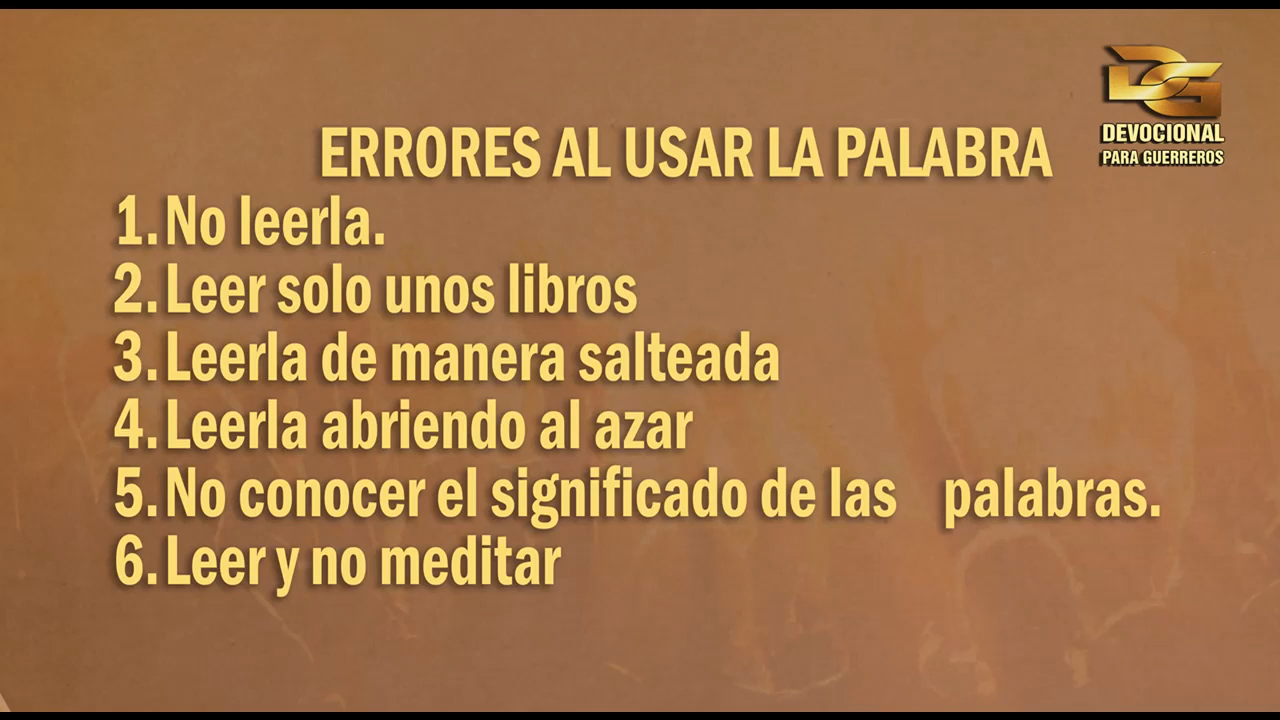 DG
DEVOCIONAL
PARA GUERREROS
ERRORES AL USAR LA PALABRA
1. No leerla.
2. Leer solo unos libros
3. Leerla de manera salteada
4. Leerla abriendo al azar
5. No conocer el significado de las palabras.
6. Leer y no meditar